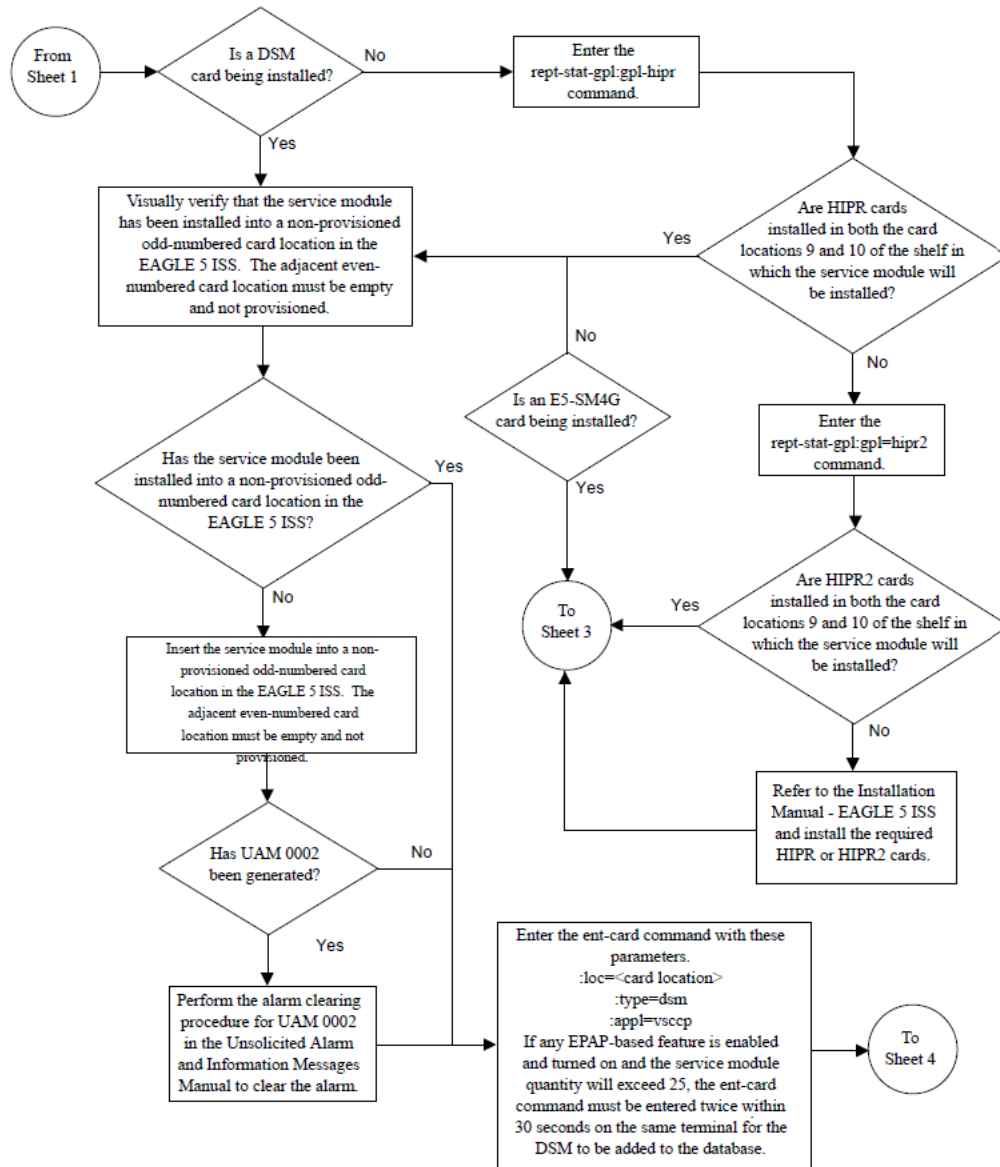 From
Sheet 1
Is a DSM
card being installed?
No
Enter the
rept-stat-gpl:gpl-hipr
command.
Yes
Visually verify that the service module
has been installed into a non-provisioned
odd-numbered card location in the
EAGLE 5 ISS. The adjacent even-
numbered card location must be empty
and not provisioned.
Yes
Are HIPR cards
installed in both the card
locations 9 and 10 of the shelf in
which the service module will
be installed?
No
No
Is an E5-SM4G
card being installed?
Yes
Enter the
rept-stat-gpl:gpl=hipr2
command.
Has the service module been
installed into a non-provisioned odd-
numbered card location in the
EAGLE 5 ISS?
Yes
No
To
Sheet 3
Yes
Are HIPR2 cards
installed in both the card
locations 9 and 10 of the shelf in
which the service module will
be installed?
No
Insert the service module into a non-
provisioned odd-numbered card
location in the EAGLE 5 ISS. The
adjacent even-numbered card
location must be empty and not
provisioned.
Refer to the Installation
Manual - EAGLE 5 ISS
and install the required
HIPR or HIPR2 cards.
Has UAM 0002
been generated?
No
Yes
Perform the alarm clearing
procedure for UAM 0002
in the Unsolicited Alarm
and Information Messages
Manual to clear the alarm.
Enter the ent-card command with these
parameters.
:loc=<card location>
:type=dsm
:appl=vsccp
If any EPAP-based feature is enabled
and turned on and the service module
quantity will exceed 25, the ent-card
command must be entered twice within
30 seconds on the same terminal for the
DSM to be added to the database.
To
Sheet 4